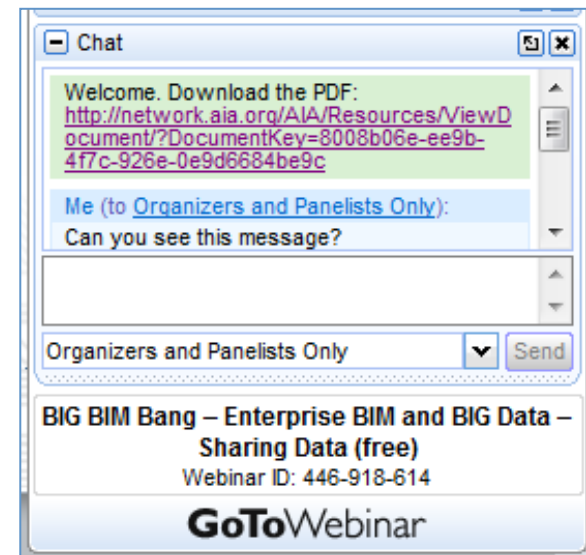 Chat
Welcome. Download the PDF:
http://network.aia.org/AIA/Resources/ViewD
ocument/?DocumentKey=8008b06e-ee9b-
4f7c-926e-0e9d6684be9c
Me (to Organizers and Panelists Only):
Can you see this message?
Organizers and Panelists Only
Send
BIG BIM Bang – Enterprise BIM and BIG Data –
Sharing Data (free)
Webinar ID: 446-918-614
GoToWebinar